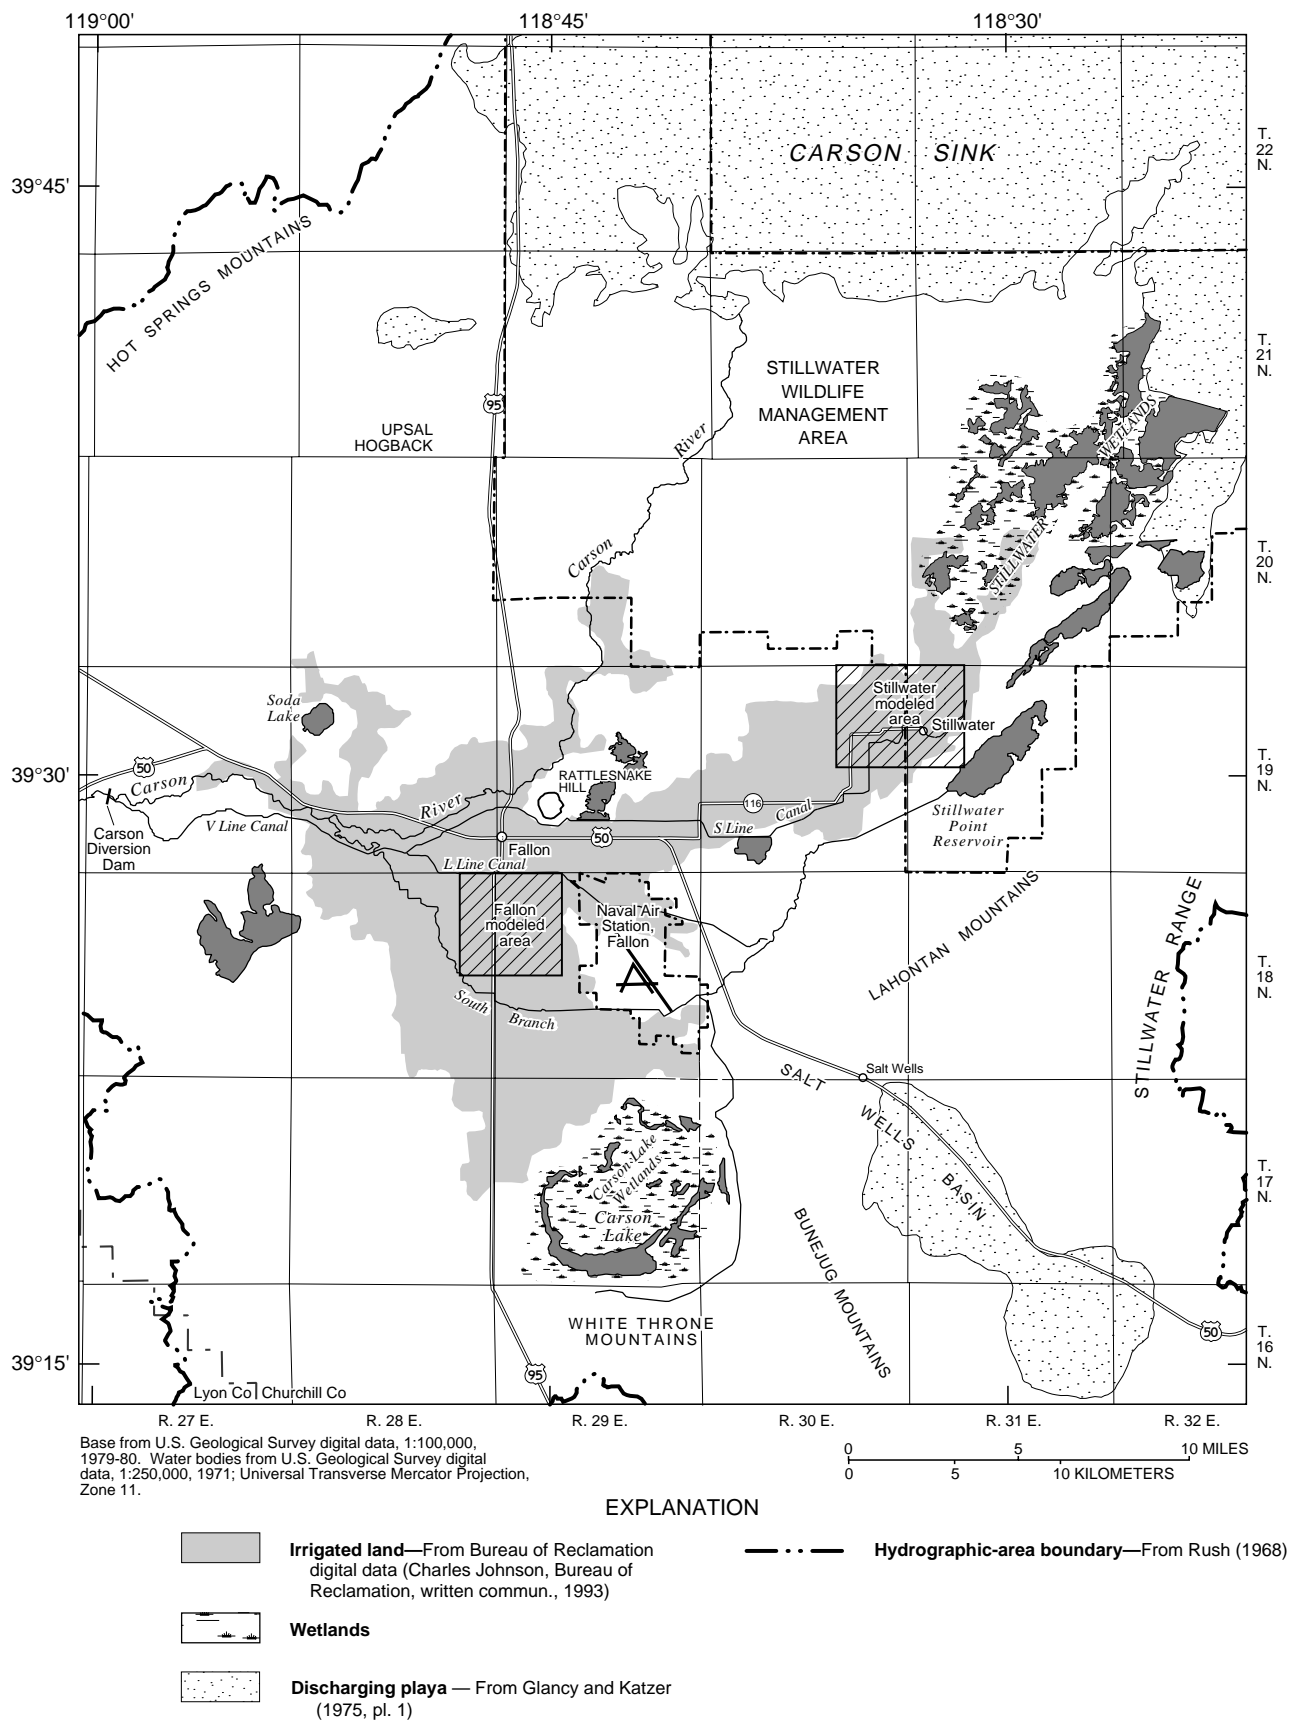 119°00'
118°45'
118°30'
T.
22
N.
CARSON SINK
39°45'
HOT SPRINGS MOUNTAINS
T.
21
N.
STILLWATER
WILDLIFE
MANAGEMENT
AREA
95
UPSAL
HOGBACK
River
WETLANDS
STILLWATER
Carson
T.
20
N.
Soda
Lake
Stillwater
modeled
area
Stillwater
39°30'
50
Carson
River
RATTLESNAKE
HILL
116
T.
19
N.
V Line Canal
S Line
Canal
Stillwater
Point
Reservoir
Carson
Diversion
Dam
50
Fallon
L Line Canal
Fallon
modeled
area
Naval Air
Station,
Fallon
LAHONTAN MOUNTAINS
STILLWATER RANGE
T.
18
N.
South
Branch
Salt Wells
SALT
WELLS
BASIN
Carson Lake
Wetlands
Carson
Lake
T.
17
N.
BUNEJUG MOUNTAINS
WHITE THRONE
MOUNTAINS
50
T.
16
N.
39°15'
95
Lyon Co
Churchill Co
R. 27 E.
R. 28 E.
R. 29 E.
R. 30 E.
R. 31 E.
R. 32 E.
Base from U.S. Geological Survey digital data, 1:100,000,
1979-80. Water bodies from U.S. Geological Survey digital
data, 1:250,000, 1971; Universal Transverse Mercator Projection,
Zone 11.
0 5 10 MILES
0 5 10 KILOMETERS
EXPLANATION
Irrigated land—From Bureau of Reclamation
digital data (Charles Johnson, Bureau of
Reclamation, written commun., 1993)
Hydrographic-area boundary—From Rush (1968)
Wetlands
Discharging playa — From Glancy and Katzer
(1975, pl. 1)